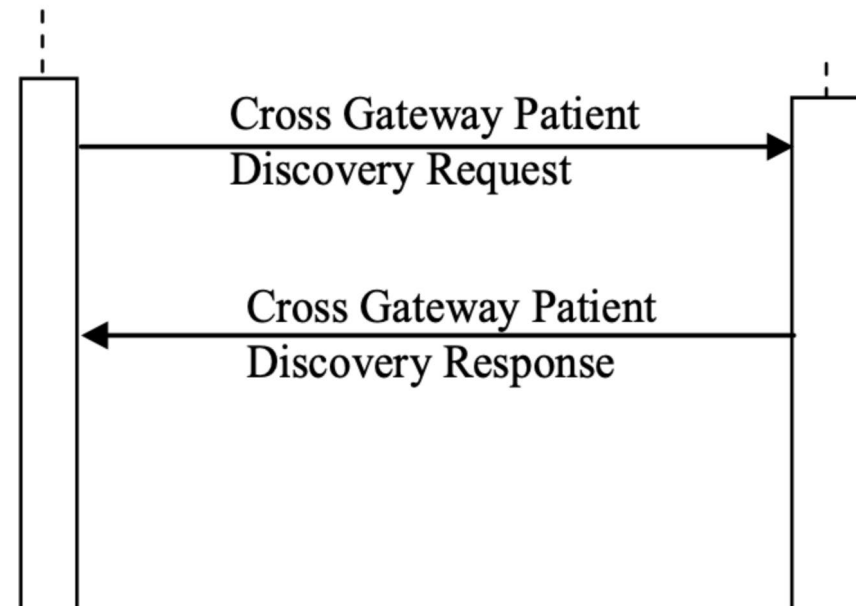 Cross Gateway Patient
Discovery Request
Cross Gateway Patient
Discovery Response